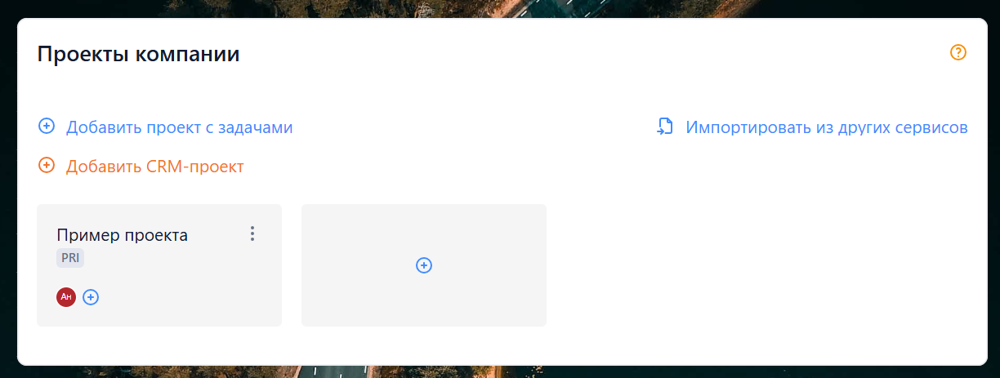 Проекты компании
Добавить проект с задачами
Импортировать из других сервисов
Добавить CRM-проект
Пример проекта
PRI
Ан